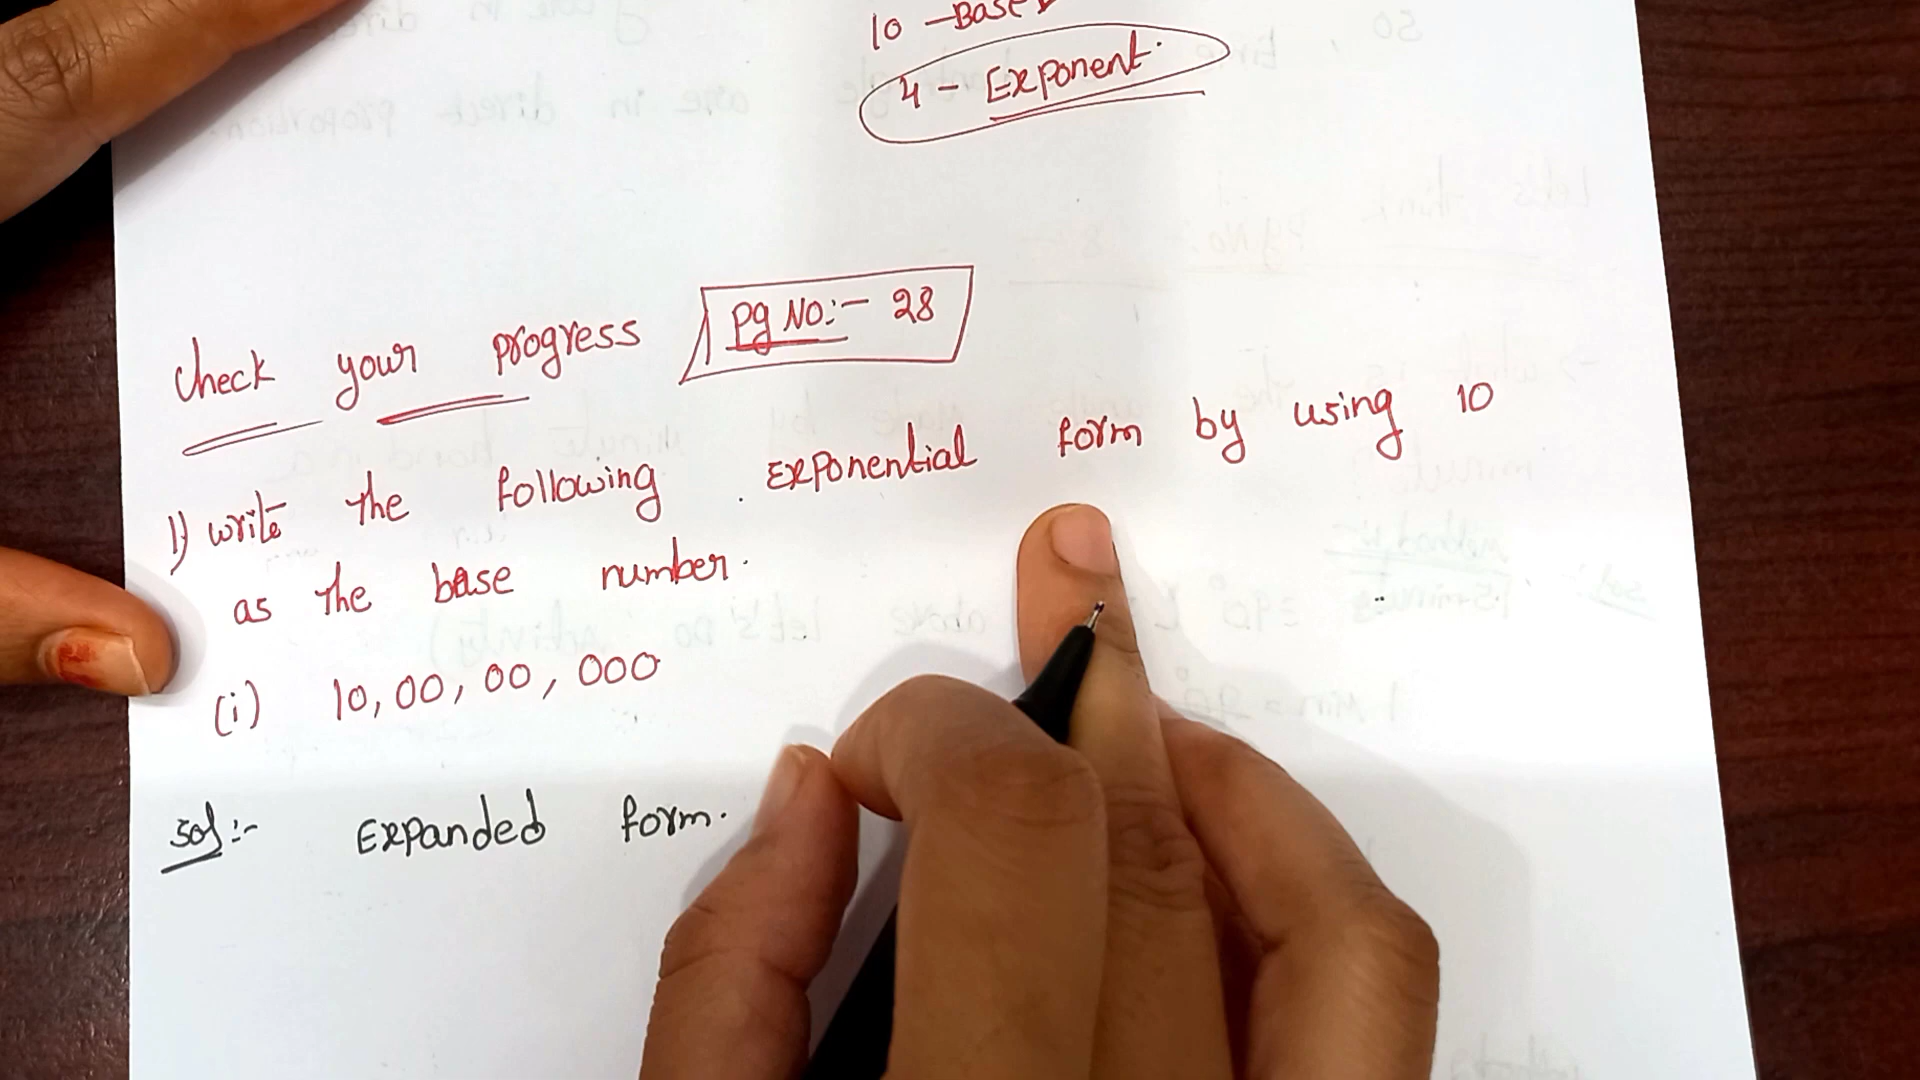 10 - Base
4 - Exponent.
check your progress Pg No:- 28
1) write the following . Exponential form by using 10
as the base number.
(i) 10,00,00,000
Sol:- Expanded form.